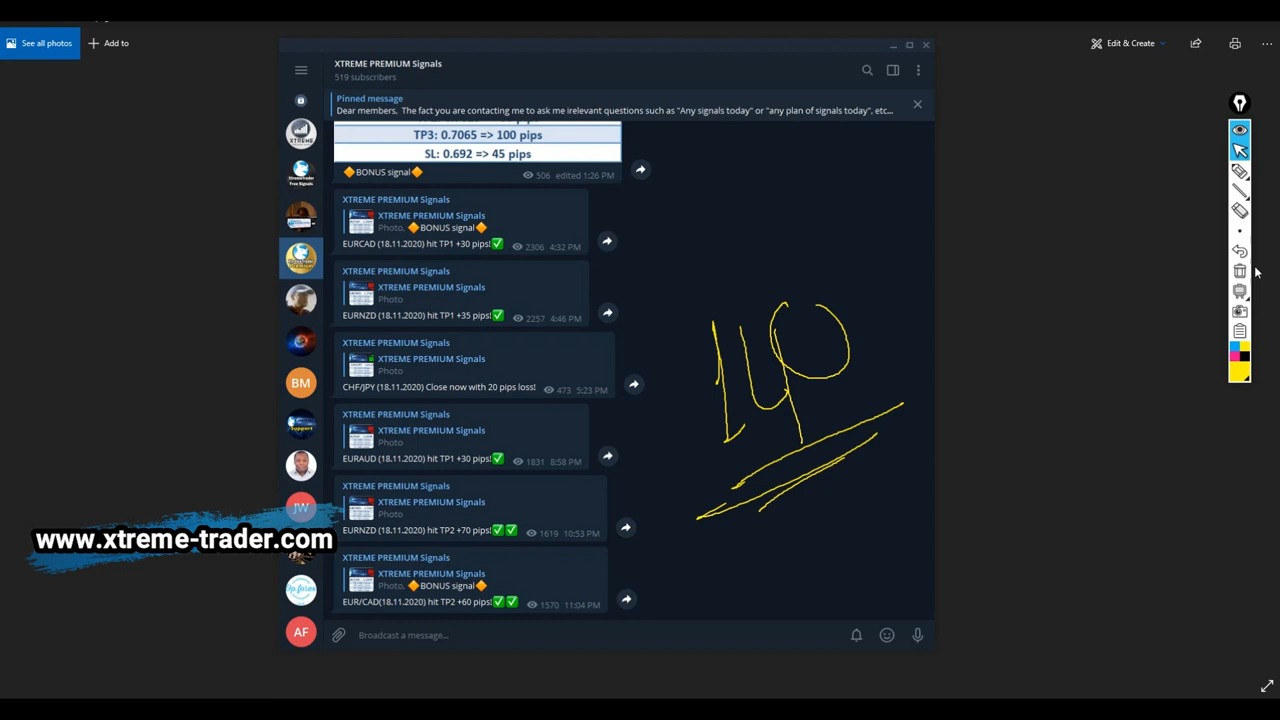 See all photos
Add to
Edit & Create
XTREME PREMIUM Signals
519 subscribers
Pinned message
Dear members, The fact you are contacting me to ask me irelevant questions such as "Any signals today" or "any plan of signals today", etc...
TP3: 0.7065 => 100 pips
SL: 0.692 => 45 pips
🔶BONUS signal🔶 506 edited 1:26 PM
XTREME PREMIUM Signals
XTREME PREMIUM Signals
Photo, 🔶BONUS signal🔶
EURCAD (18.11.2020) hit TP1 +30 pips!✅ 2306 4:32 PM
XTREME PREMIUM Signals
XTREME PREMIUM Signals
Photo
EURNZD (18.11.2020) hit TP1 +35 pips!✅ 2257 4:46 PM
XTREME PREMIUM Signals
XTREME PREMIUM Signals
Photo
CHF/JPY (18.11.2020) Close now with 20 pips loss! 473 5:23 PM
XTREME PREMIUM Signals
XTREME PREMIUM Signals
Photo
EURAUD (18.11.2020) hit TP1 +30 pips!✅ 1831 8:58 PM
XTREME PREMIUM Signals
XTREME PREMIUM Signals
Photo
EURNZD (18.11.2020) hit TP2 +70 pips!✅✅ 1619 10:53 PM
XTREME PREMIUM Signals
XTREME PREMIUM Signals
Photo, 🔶BONUS signal🔶
EUR/CAD(18.11.2020) hit TP2 +60 pips!✅✅ 1570 11:04 PM
Broadcast a message...
140
XTREME
BM
Support
JW
AF
www.xtreme-trader.com